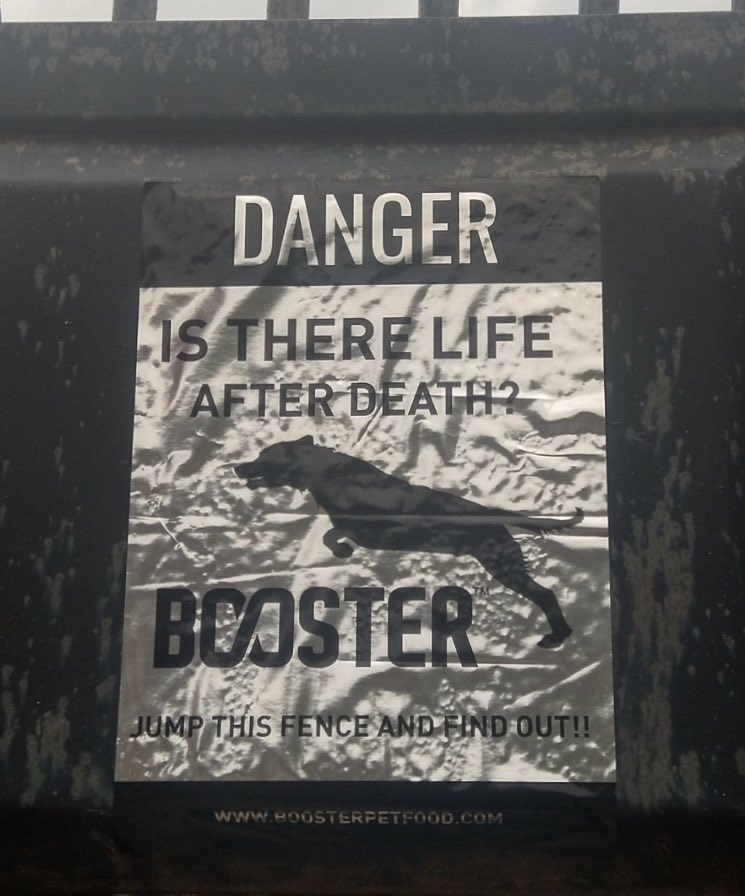 DANGER
IS THERE LIFE
AFTER DEATH?
BOOSTER™
JUMP THIS FENCE AND FIND OUT!!
WWW.BOOSTERPETFOOD.COM